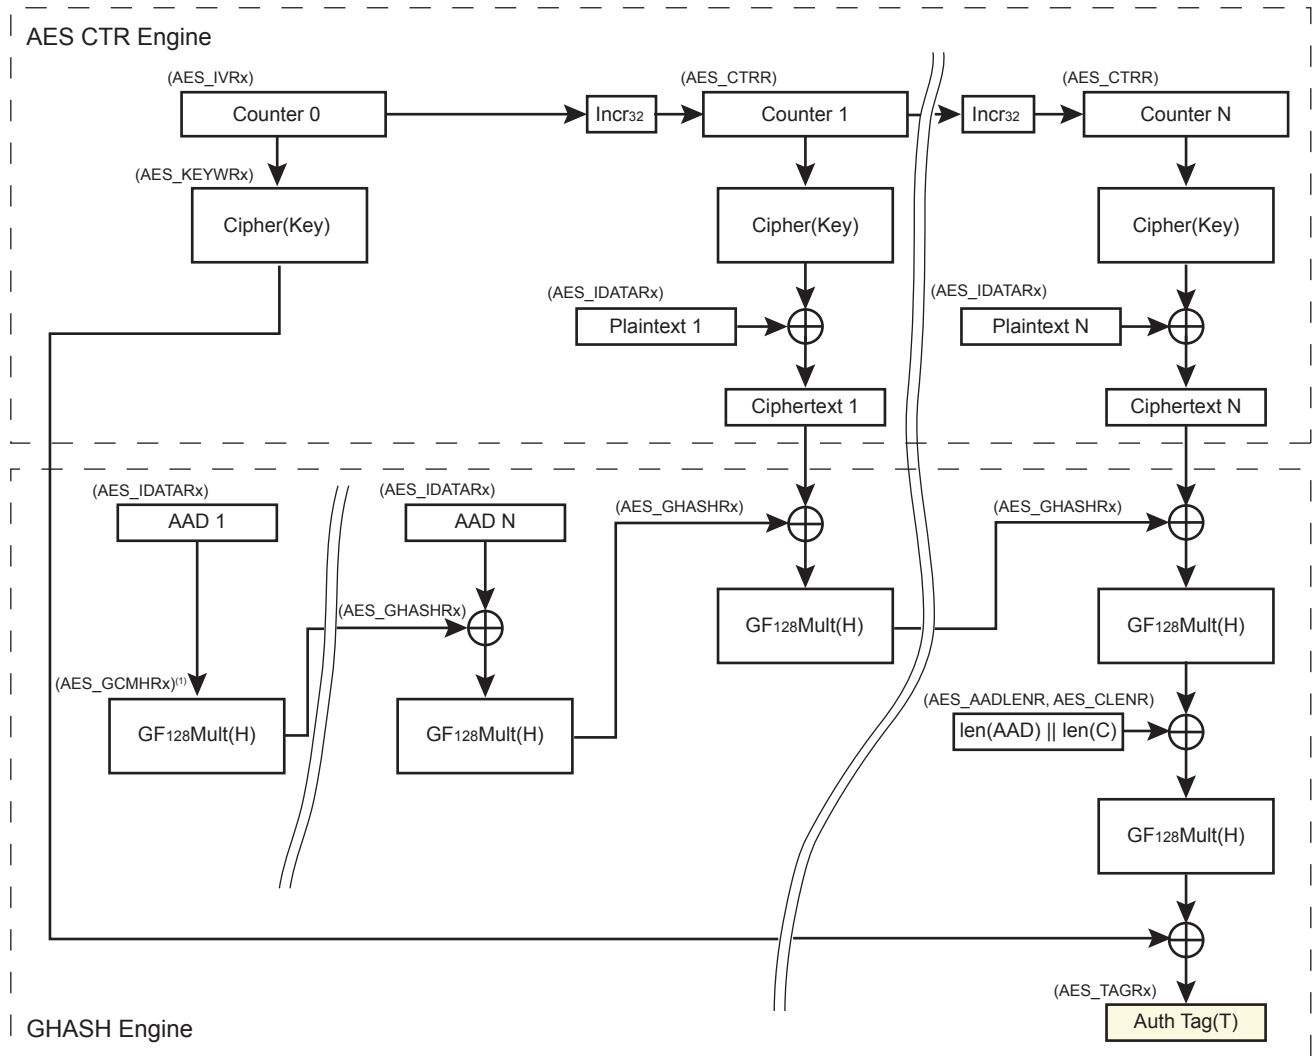 AES CTR Engine
(AES_IVRx)
Counter 0
Incr32
(AES_CTRR)
Counter 1
Incr32
(AES_CTRR)
Counter N
(AES_KEYWRx)
Cipher(Key)
Cipher(Key)
Cipher(Key)
(AES_IDATARx)
Plaintext 1
(AES_IDATARx)
Plaintext N
Ciphertext 1
Ciphertext N
(AES_IDATARx)
AAD 1
(AES_IDATARx)
AAD N
(AES_GHASHRx)
(AES_GHASHRx)
(AES_GHASHRx)
GF128Mult(H)
GF128Mult(H)
(AES_GCMHRx)(1)
GF128Mult(H)
GF128Mult(H)
(AES_AADLENR, AES_CLENR)
len(AAD) || len(C)
GF128Mult(H)
(AES_TAGRx)
Auth Tag(T)
GHASH Engine